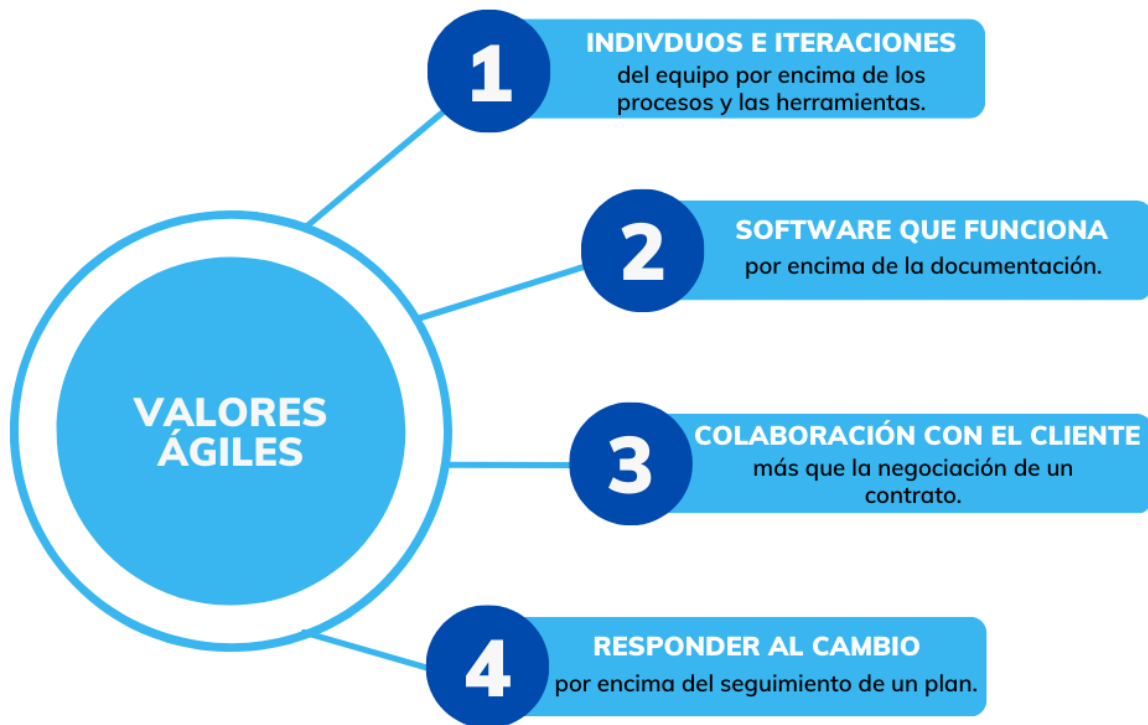 VALORES
ÁGILES
1
INDIVDUOS E ITERACIONES
del equipo por encima de los
procesos y las herramientas.
2
SOFTWARE QUE FUNCIONA
por encima de la documentación.
3
COLABORACIÓN CON EL CLIENTE
más que la negociación de un
contrato.
4
RESPONDER AL CAMBIO
por encima del seguimiento de un plan.